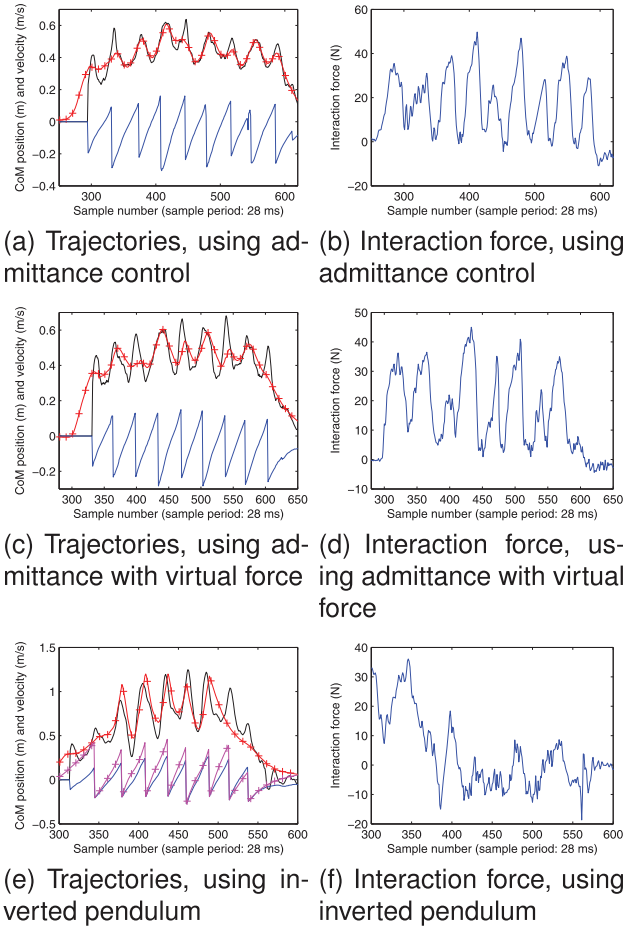 CoM position (m) and velocity (m/s)
0.6
0.4
0.2
0
−0.2
−0.4
300 400 500 600
Sample number (sample period: 28 ms)
Interaction force (N)
60
40
20
0
−20
300 400 500 600
Sample number (sample period: 28 ms)
(a) Trajectories, using ad-
mittance control
(b) Interaction force, using
admittance control
CoM position (m) and velocity (m/s)
0.6
0.4
0.2
0
−0.2
300 350 400 450 500 550 600 650
Sample number (sample period: 28 ms)
Interaction force (N)
50
40
30
20
10
0
−10
300 350 400 450 500 550 600 650
Sample number (sample period: 28 ms)
(c) Trajectories, using ad-
mittance with virtual force
(d) Interaction force, us-
ing admittance with virtual
force
CoM position (m) and velocity (m/s)
1.5
1
0.5
0
−0.5
300 350 400 450 500 550 600
Sample number (sample period: 28 ms)
Interaction force (N)
40
30
20
10
0
−10
−20
300 350 400 450 500 550 600
Sample number (sample period: 28 ms)
(e) Trajectories, using in-
verted pendulum
(f) Interaction force, using
inverted pendulum